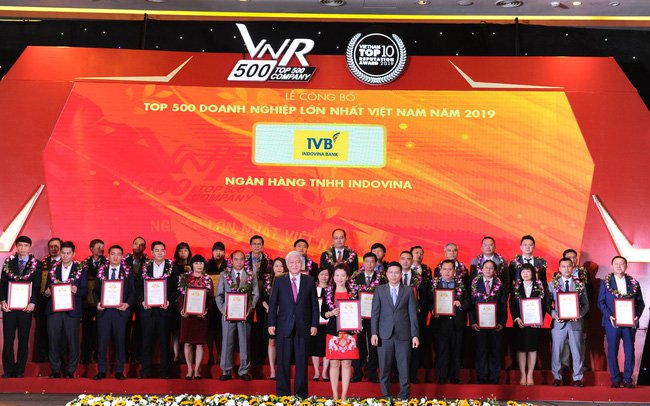 VNR
500
TOP 500
COMPANY
VIETNAM
TOP 10
REPUTATION
AWARD 2019
LỄ CÔNG BỐ
TOP 500 DOANH NGHIỆP LỚN NHẤT VIỆT NAM NĂM 2019
IVB
INDOVINA BANK
NGÂN HÀNG TNHH INDOVINA